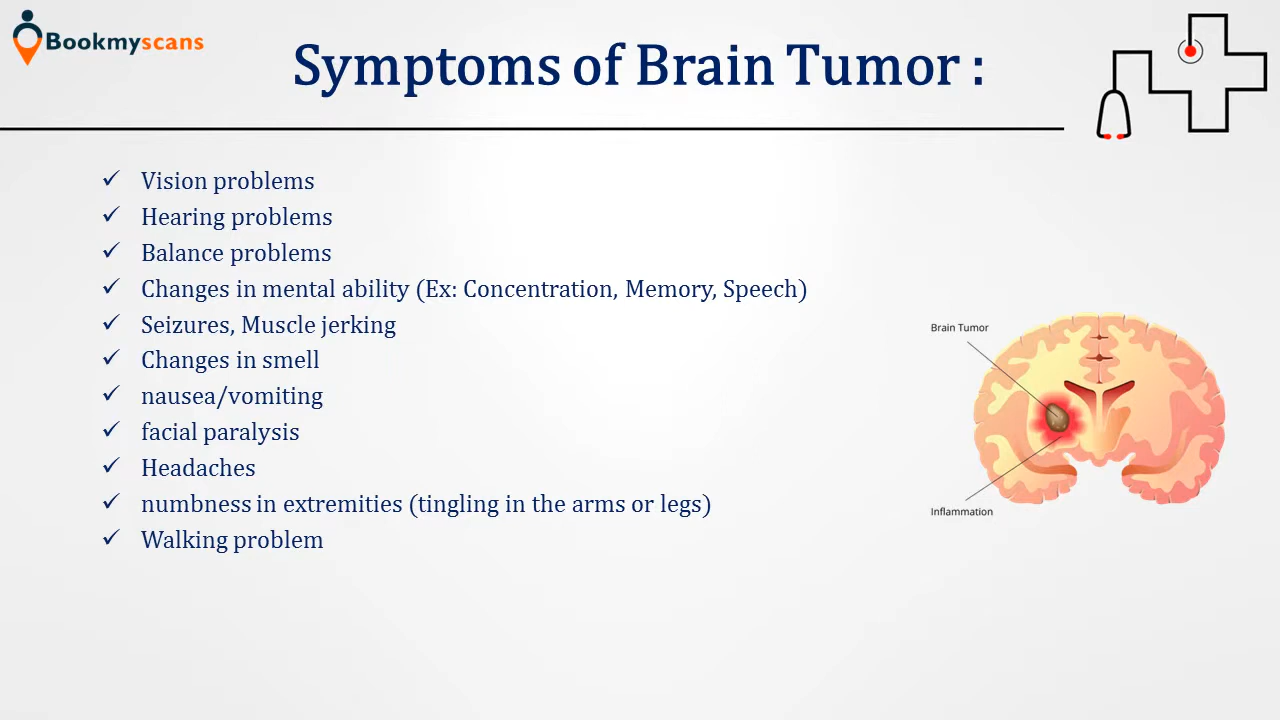 Bookmyscans
Symptoms of Brain Tumor :
✓ Vision problems
✓ Hearing problems
✓ Balance problems
✓ Changes in mental ability (Ex: Concentration, Memory, Speech)
✓ Seizures, Muscle jerking
✓ Changes in smell
✓ nausea/vomiting
✓ facial paralysis
✓ Headaches
✓ numbness in extremities (tingling in the arms or legs)
✓ Walking problem
Brain Tumor
Inflammation